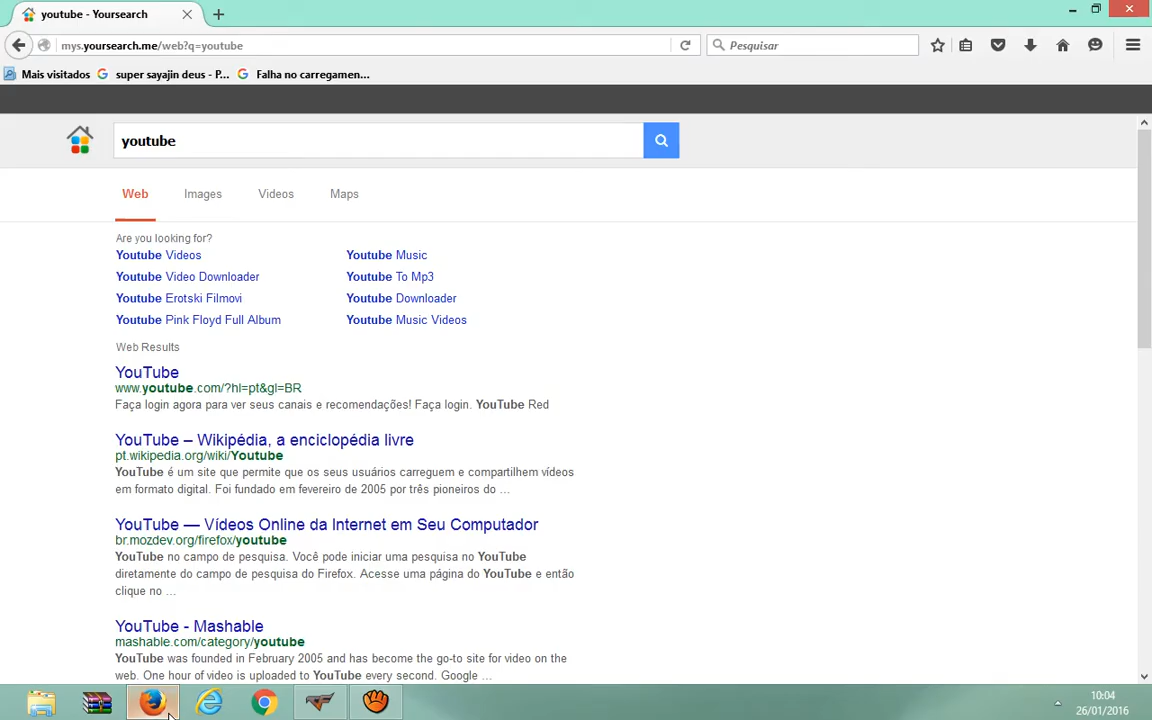 youtube - Yoursearch
mys.yoursearch.me/web?q=youtube
Pesquisar
Mais visitados
super sayajin deus - P...
Falha no carregamen...
youtube
Web
Images
Videos
Maps
Are you looking for?
Youtube Videos
Youtube Music
Youtube Video Downloader
Youtube To Mp3
Youtube Erotski Filmovi
Youtube Downloader
Youtube Pink Floyd Full Album
Youtube Music Videos
Web Results
YouTube
www.youtube.com/?hl=pt&gl=BR
Faça login agora para ver seus canais e recomendações! Faça login. YouTube Red
YouTube – Wikipédia, a enciclopédia livre
pt.wikipedia.org/wiki/Youtube
YouTube é um site que permite que os seus usuários carreguem e compartilhem vídeos
em formato digital. Foi fundado em fevereiro de 2005 por três pioneiros do ...
YouTube — Vídeos Online da Internet em Seu Computador
br.mozdev.org/firefox/youtube
YouTube no campo de pesquisa. Você pode iniciar uma pesquisa no YouTube
diretamente do campo de pesquisa do Firefox. Acesse uma página do YouTube e então
clique no ...
YouTube - Mashable
mashable.com/category/youtube
YouTube was founded in February 2005 and has become the go-to site for video on the
web. One hour of video is uploaded to YouTube every second. Google ...
10:04
26/01/2016